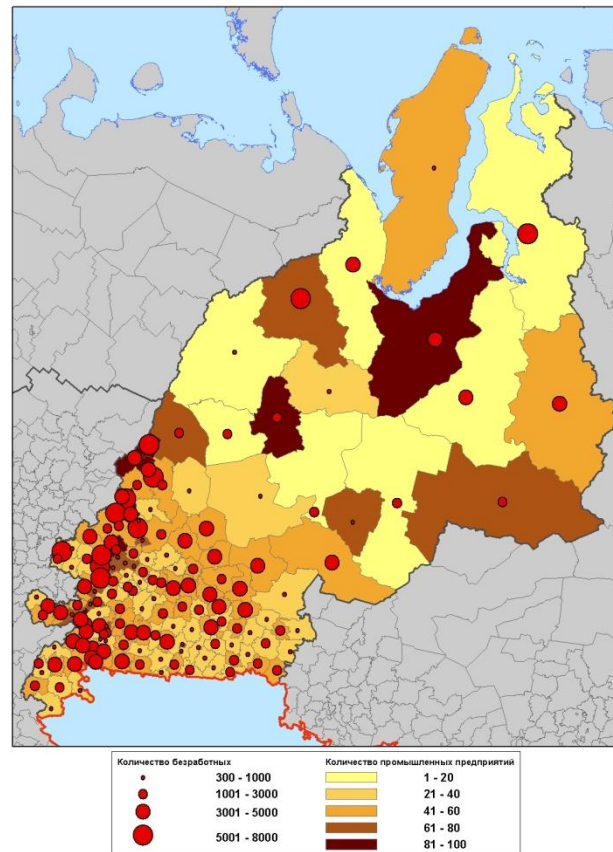 Количество безработных
300 - 1000
1001 - 3000
3001 - 5000
5001 - 8000
Количество промышленных предприятий
1 - 20
21 - 40
41 - 60
61 - 80
81 - 100